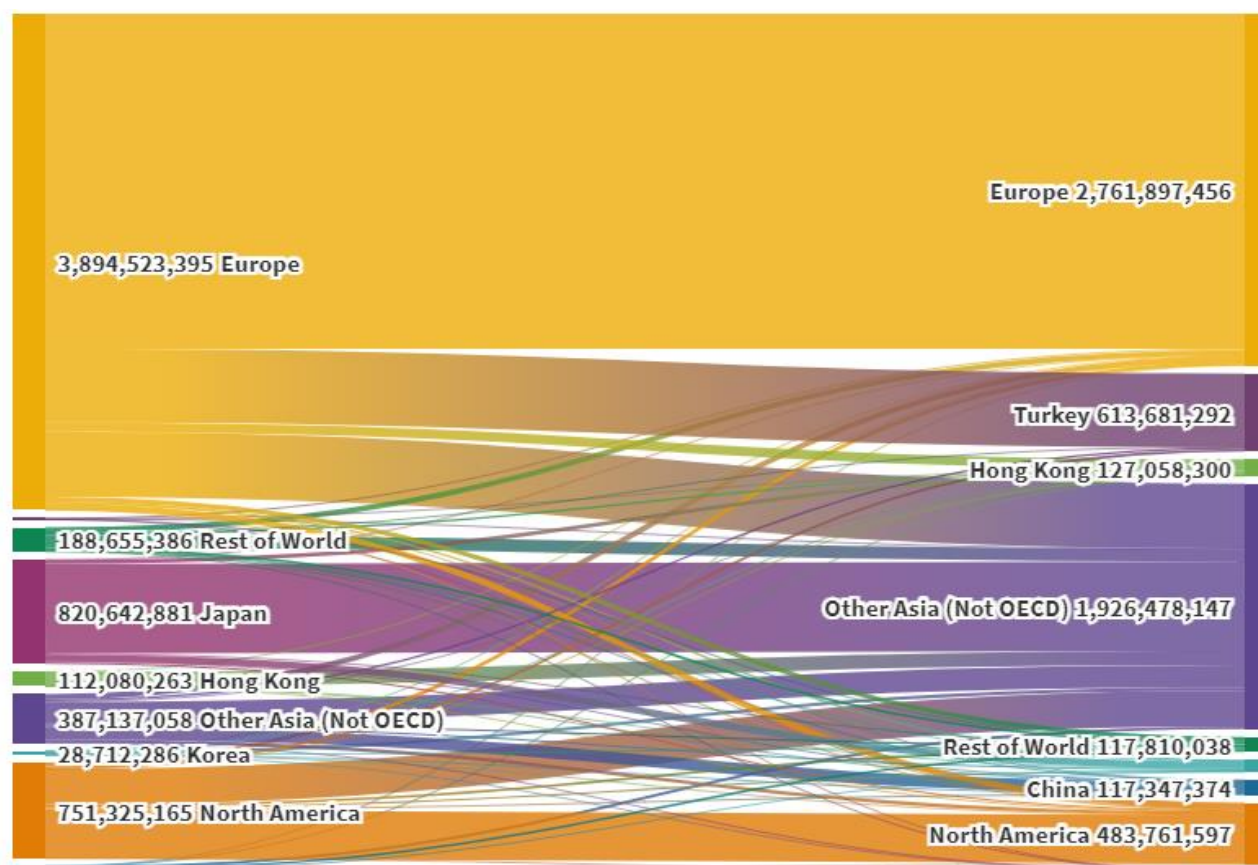 Europe 2,761,897,456
3,894,523,395 Europe
Turkey 613,681,292
Hong Kong 127,058,300
188,655,386 Rest of World
Other Asia (Not OECD) 1,926,478,147
820,642,881 Japan
112,080,263 Hong Kong
387,137,058 Other Asia (Not OECD)
Rest of World 117,810,038
28,712,286 Korea
China 117,347,374
751,325,165 North America
North America 483,761,597